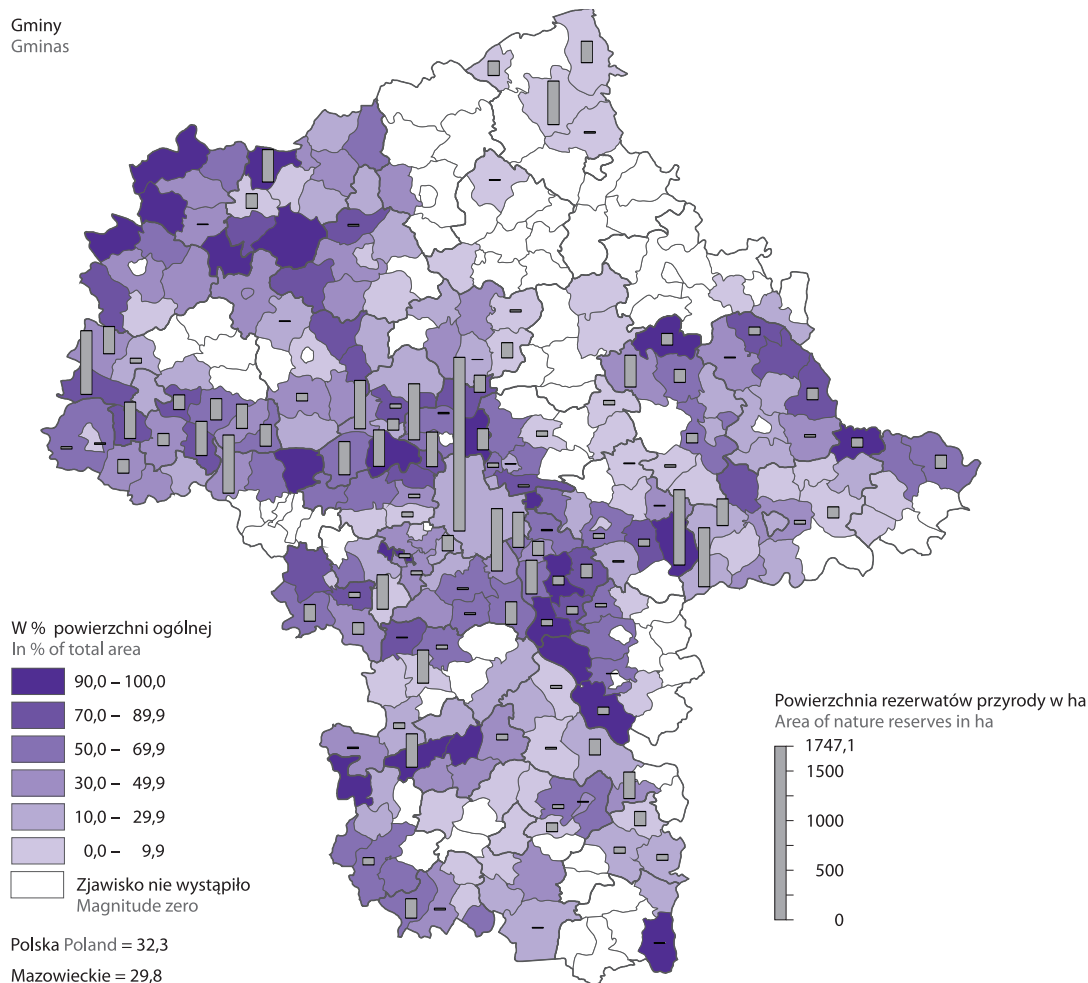 Gminy
Gminas
W % powierzchni ogólnej
In % of total area
90,0 – 100,0
70,0 – 89,9
50,0 – 69,9
30,0 – 49,9
10,0 – 29,9
0,0 – 9,9
Zjawisko nie wystąpiło
Magnitude zero
Polska Poland = 32,3
Mazowieckie = 29,8
Powierzchnia rezerwatów przyrody w ha
Area of nature reserves in ha
1747,1
1500
1000
500
0